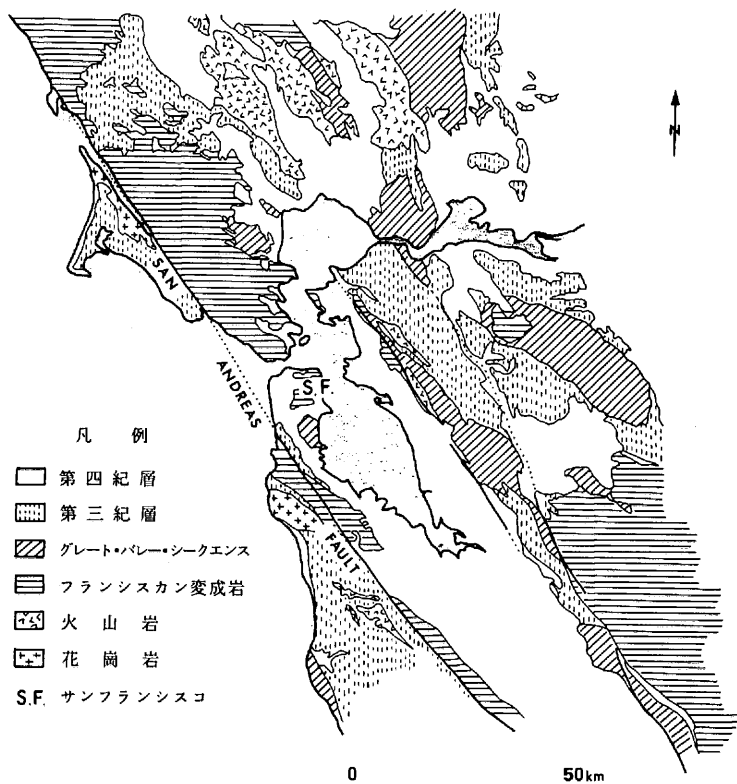 N
SAN
ANDREAS
FAULT
S.F.
凡例
第四紀層
第三紀層
グレート・バレー・シークエンス
フランシスカン変成岩
火山岩
花崗岩
S.F. サンフランシスコ
0 50km